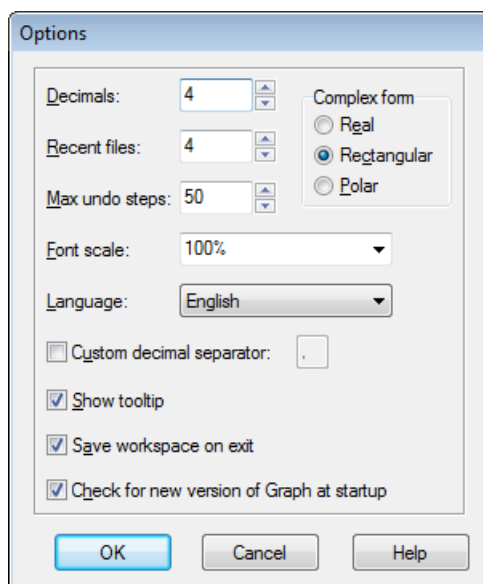 Options
Decimals: 4
Complex form
Real
Recent files: 4
Rectangular
Polar
Max undo steps: 50
Font scale: 100%
Language: English
Custom decimal separator: .
Show tooltip
Save workspace on exit
Check for new version of Graph at startup
OK Cancel Help